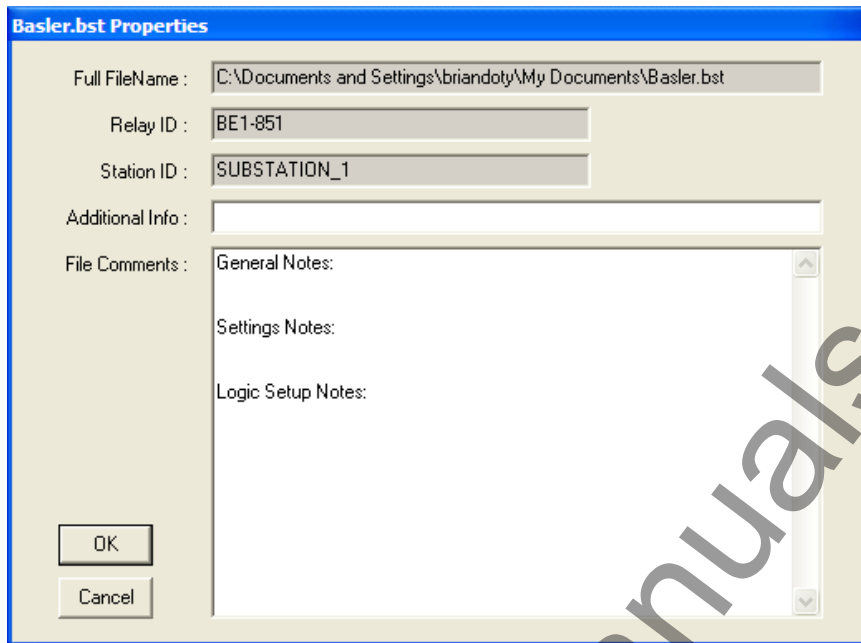 Basler.bst Properties
Full FileName : C:\Documents and Settings\briandoty\My Documents\Basler.bst
Relay ID : BE1-851
Station ID : SUBSTATION_1
Additional Info :
File Comments : General Notes:
Settings Notes:
Logic Setup Notes:
OK
Cancel